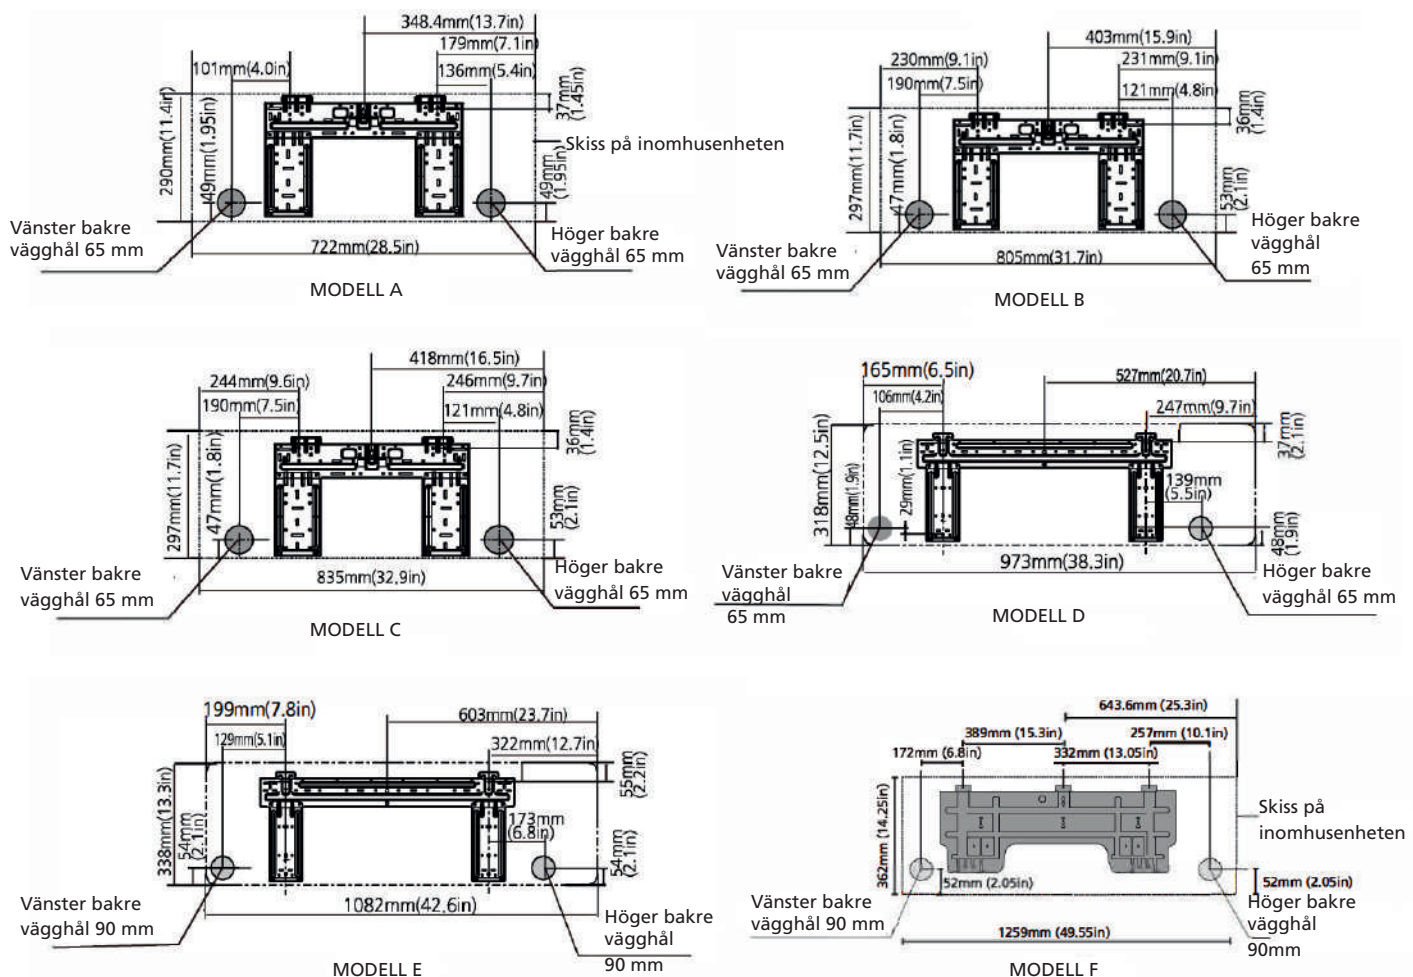 348.4mm(13.7in)
179mm(7.1in)
101mm(4.0in)
136mm(5.4in)
37mm
(1.45in)
290mm(11.4in)
49mm(1.95in)
Skiss på inomhusenheten
49mm
(1.95in)
Vänster bakre
vägghål 65 mm
722mm(28.5in)
Höger bakre
vägghål 65 mm
MODELL A
403mm(15.9in)
230mm(9.1in)
231mm(9.1in)
190mm(7.5in)
121mm(4.8in)
36mm
(1.4in)
297mm(11.7in)
47mm(1.8in)
53mm
(2.1in)
Vänster bakre
vägghål 65 mm
805mm(31.7in)
Höger bakre
vägghål
65 mm
MODELL B
418mm(16.5in)
244mm(9.6in)
246mm(9.7in)
190mm(7.5in)
121mm(4.8in)
36mm
(1.4in)
297mm(11.7in)
47mm(1.8in)
53mm
(2.1in)
Vänster bakre
vägghål 65 mm
835mm(32.9in)
Höger bakre
vägghål 65 mm
MODELL C
165mm(6.5in)
527mm(20.7in)
106mm(4.2in)
247mm(9.7in)
37mm
(2.1in)
318mm(12.5in)
48mm(1.9in)
29mm(1.1in)
139mm
(5.5in)
48mm
(1.9in)
973mm(38.3in)
Vänster bakre
vägghål
65 mm
Höger bakre
vägghål 65 mm
MODELL D
199mm(7.8in)
603mm(23.7in)
129mm(5.1in)
322mm(12.7in)
55mm
(2.2in)
338mm(13.3in)
54mm
(2.1in)
173mm
(6.8in)
54mm
(2.1in)
1082mm(42.6in)
Vänster bakre
vägghål 90 mm
Höger bakre
vägghål
90 mm
MODELL E
643.6mm (25.3in)
389mm (15.3in)
257mm (10.1in)
172mm (6.8in)
332mm (13.05in)
362mm (14.25in)
Skiss på
inomhusenheten
52mm (2.05in)
52mm (2.05in)
Vänster bakre
vägghål 90 mm
1259mm (49.55in)
Höger bakre
vägghål
90mm
MODELL F